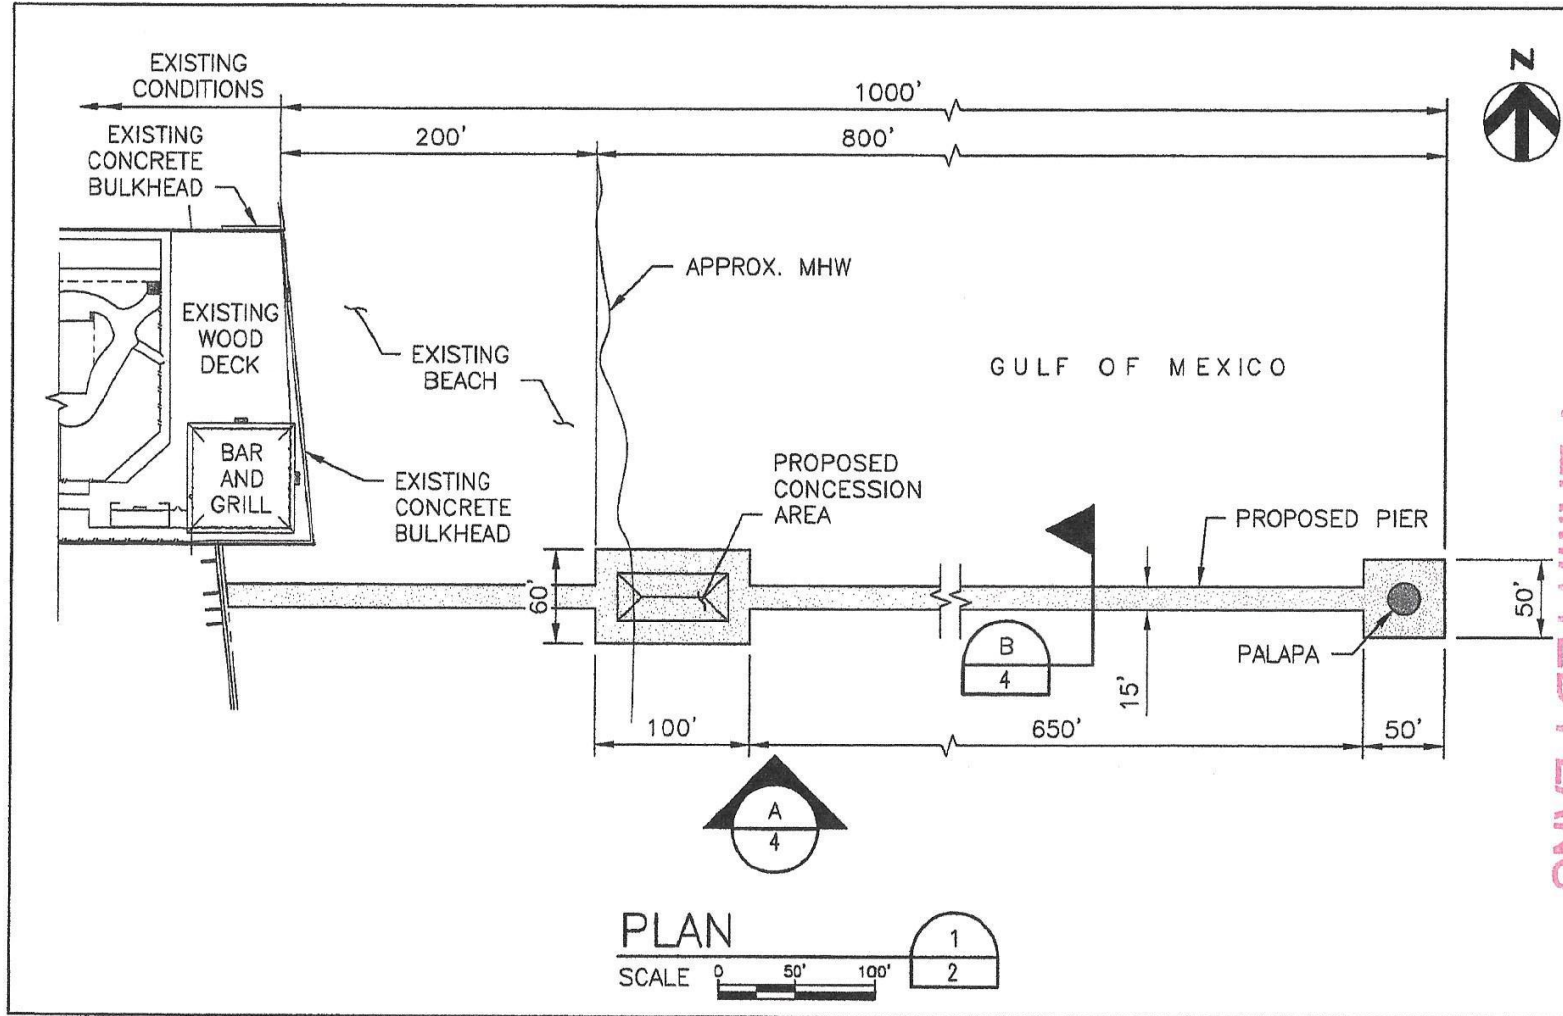 EXISTING
CONDITIONS
1000'
N
EXISTING
CONCRETE
BULKHEAD
200'
800'
APPROX. MHW
EXISTING
WOOD
DECK
EXISTING
BEACH
GULF OF MEXICO
BAR
AND
GRILL
EXISTING
CONCRETE
BULKHEAD
PROPOSED
CONCESSION
AREA
PROPOSED PIER
60'
50'
B
4
PALAPA
15'
100'
650'
50'
A
4
PLAN
1
2
SCALE 0 50' 100'